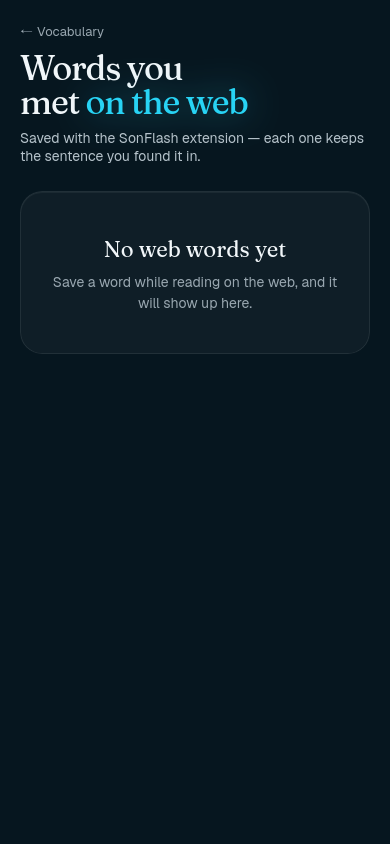 ← Vocabulary
Words you
met on the web
Saved with the SonFlash extension — each one keeps
the sentence you found it in.
No web words yet
Save a word while reading on the web, and it
will show up here.